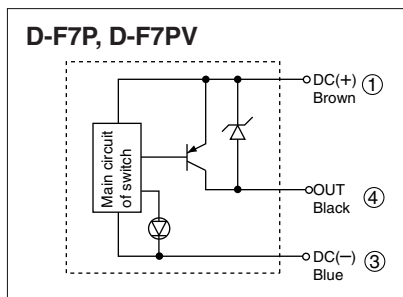 D-F7P, D-F7PV
DC(+) ①
Brown
Main circuit
of switch
OUT
Black ④
DC(−) ③
Blue